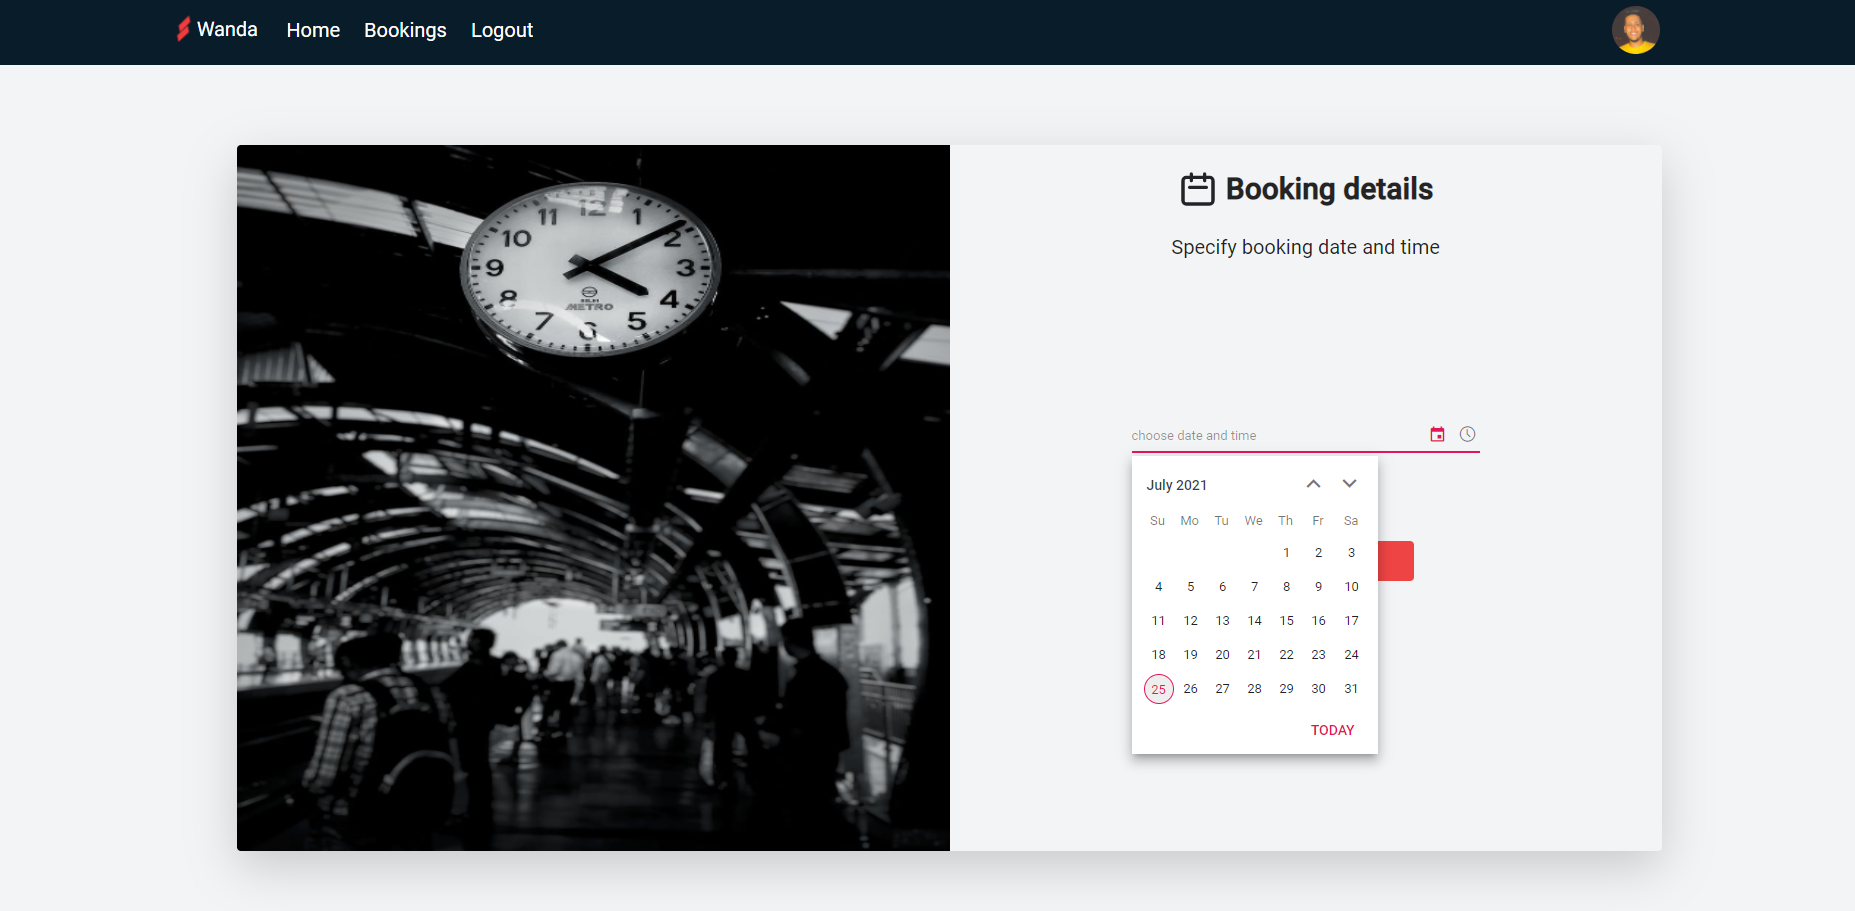 Wanda Home Bookings Logout
12
11 1
10 2
9 3
8 4
7 5
6
METRO
Booking details
Specify booking date and time
choose date and time
July 2021
Su Mo Tu We Th Fr Sa
1 2 3
4 5 6 7 8 9 10
11 12 13 14 15 16 17
18 19 20 21 22 23 24
25 26 27 28 29 30 31
TODAY